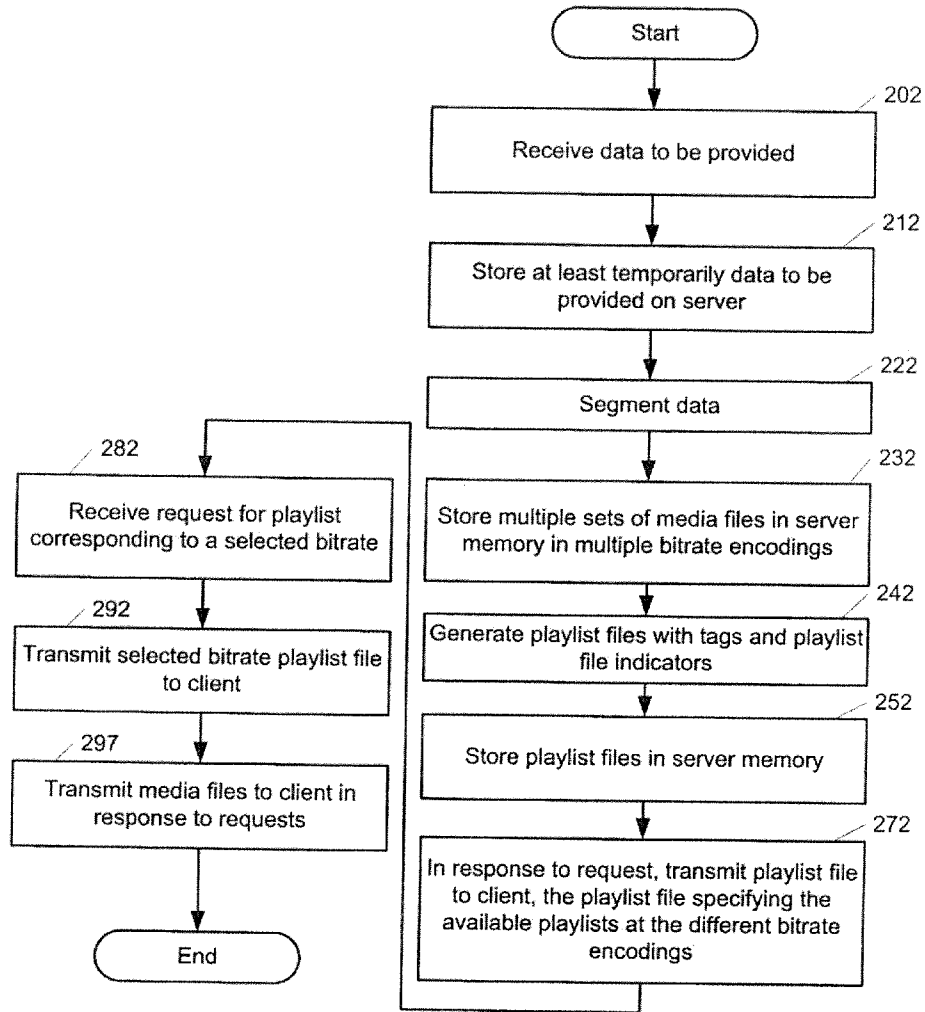 Start
202
Receive data to be provided
212
Store at least temporarily data to be
provided on server
222
Segment data
232
Store multiple sets of media files in server
memory in multiple bitrate encodings
242
Generate playlist files with tags and playlist
file indicators
252
Store playlist files in server memory
272
In response to request, transmit playlist file
to client, the playlist file specifying the
available playlists at the different bitrate
encodings
282
Receive request for playlist
corresponding to a selected bitrate
292
Transmit selected bitrate playlist file
to client
297
Transmit media files to client in
response to requests
End